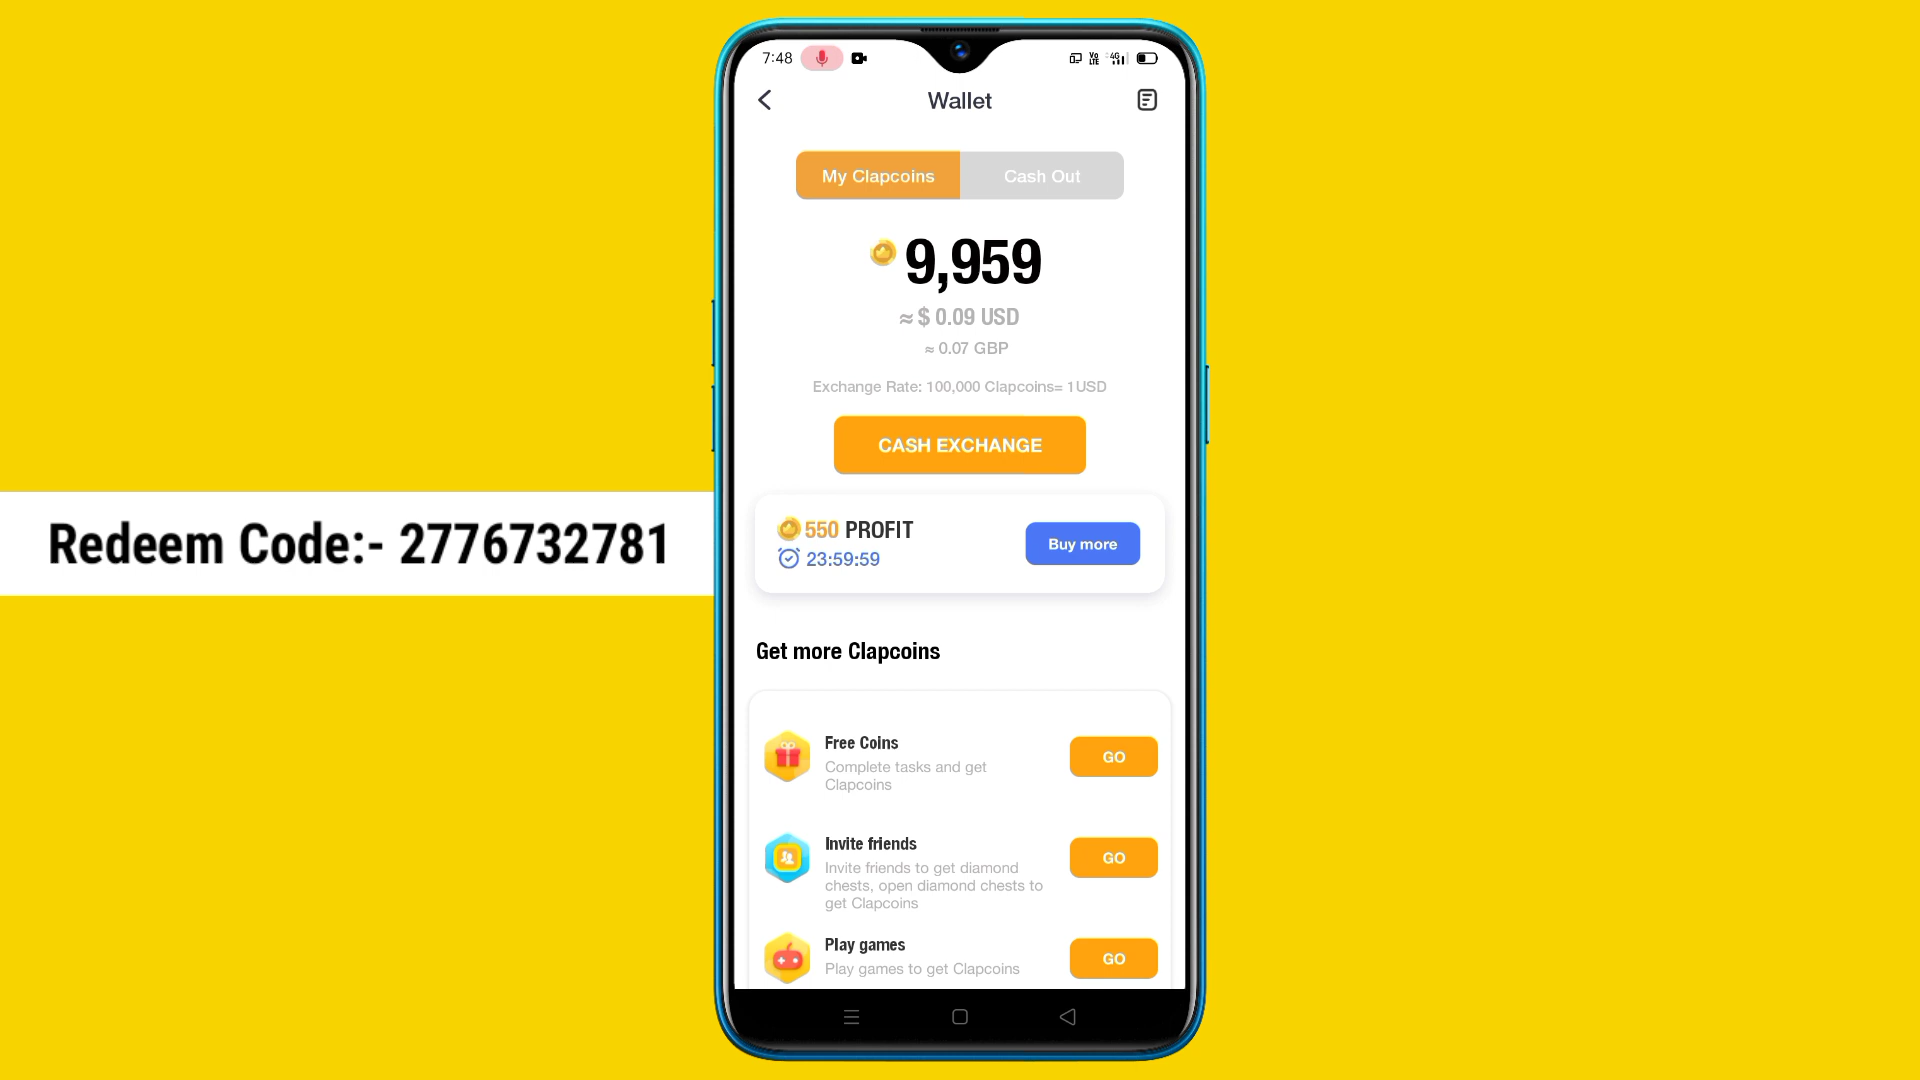 7:48
Vo LTE 4G
Wallet
My Clapcoins
Cash Out
9,959
≈ $ 0.09 USD
≈ 0.07 GBP
Exchange Rate: 100,000 Clapcoins= 1USD
CASH EXCHANGE
Redeem Code:- 2776732781
550 PROFIT
23:59:59
Buy more
Get more Clapcoins
Free Coins
Complete tasks and get
Clapcoins
GO
Invite friends
Invite friends to get diamond
chests, open diamond chests to
get Clapcoins
GO
Play games
Play games to get Clapcoins
GO